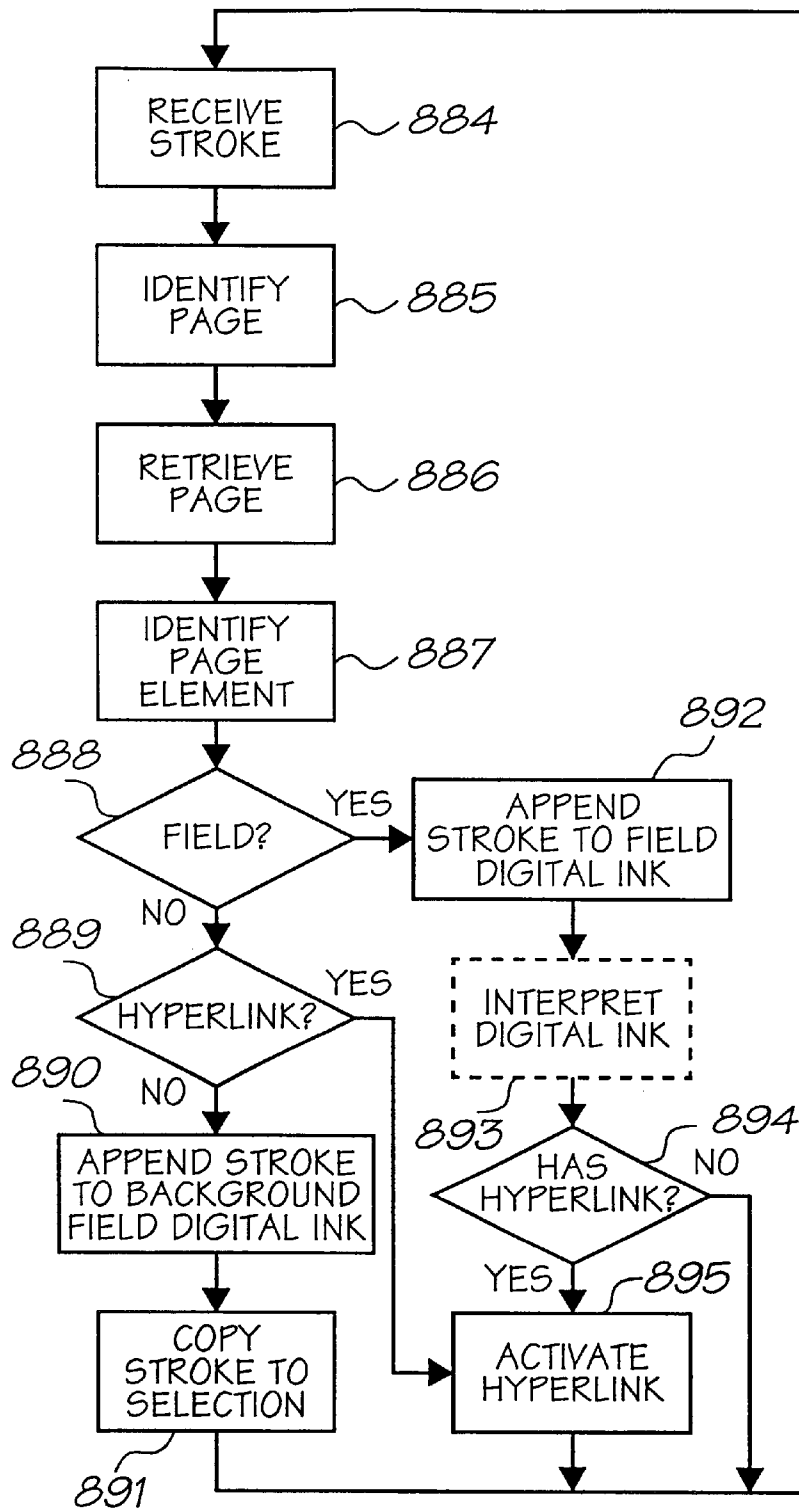 RECEIVE
STROKE
884
IDENTIFY
PAGE
885
RETRIEVE
PAGE
886
IDENTIFY
PAGE
ELEMENT
887
888
FIELD?
YES
NO
892
APPEND
STROKE TO FIELD
DIGITAL INK
889
HYPERLINK?
YES
NO
INTERPRET
DIGITAL INK
893
890
APPEND STROKE
TO BACKGROUND
FIELD DIGITAL INK
894
HAS
HYPERLINK?
NO
YES
895
COPY
STROKE TO
SELECTION
891
ACTIVATE
HYPERLINK